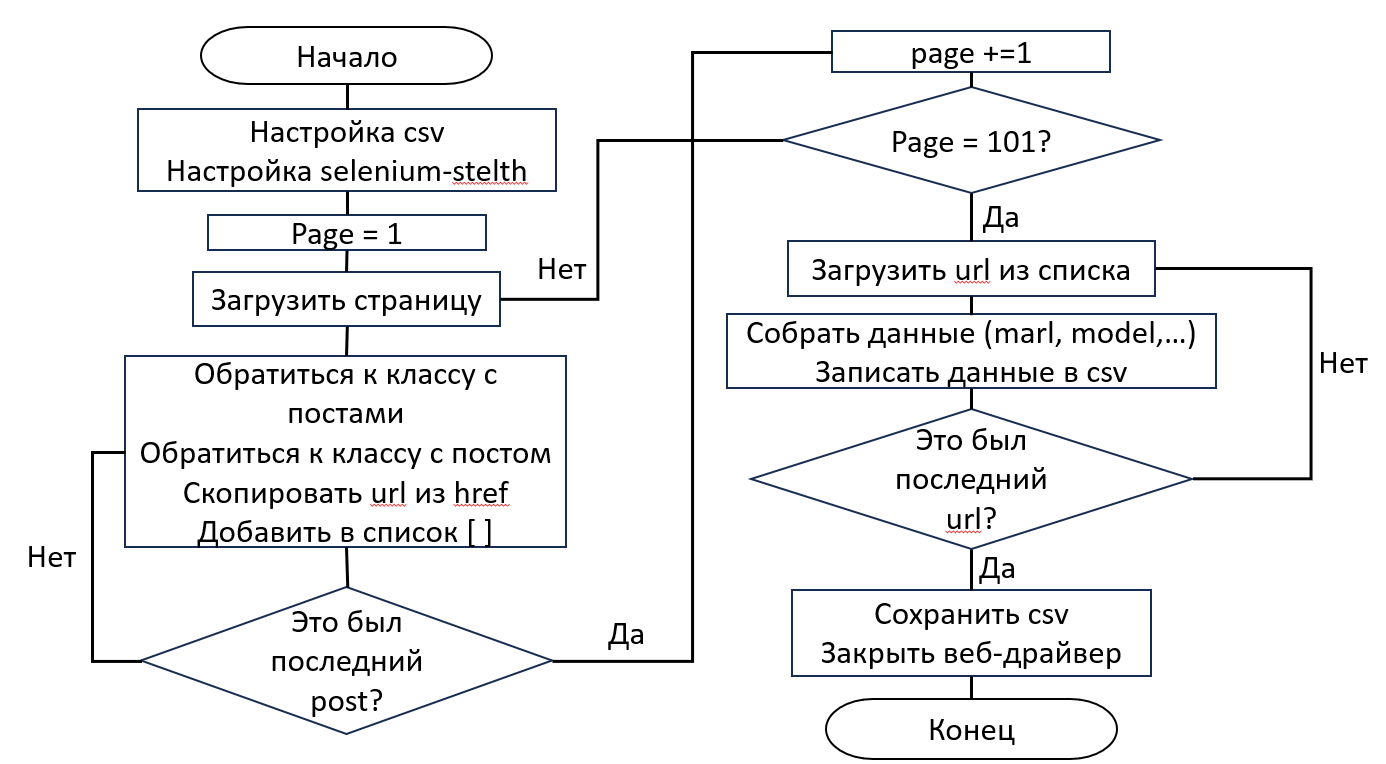 Начало
Настройка csv
Настройка selenium-stelth
Page = 1
Загрузить страницу
Нет
Обратиться к классу с
постами
Обратиться к классу с постом
Скопировать url из href
Добавить в список [ ]
Нет
Это был
последний
post?
Да
page +=1
Page = 101?
Да
Загрузить url из списка
Собрать данные (marl, model,...)
Записать данные в csv
Нет
Это был
последний
url?
Да
Сохранить csv
Закрыть веб-драйвер
Конец